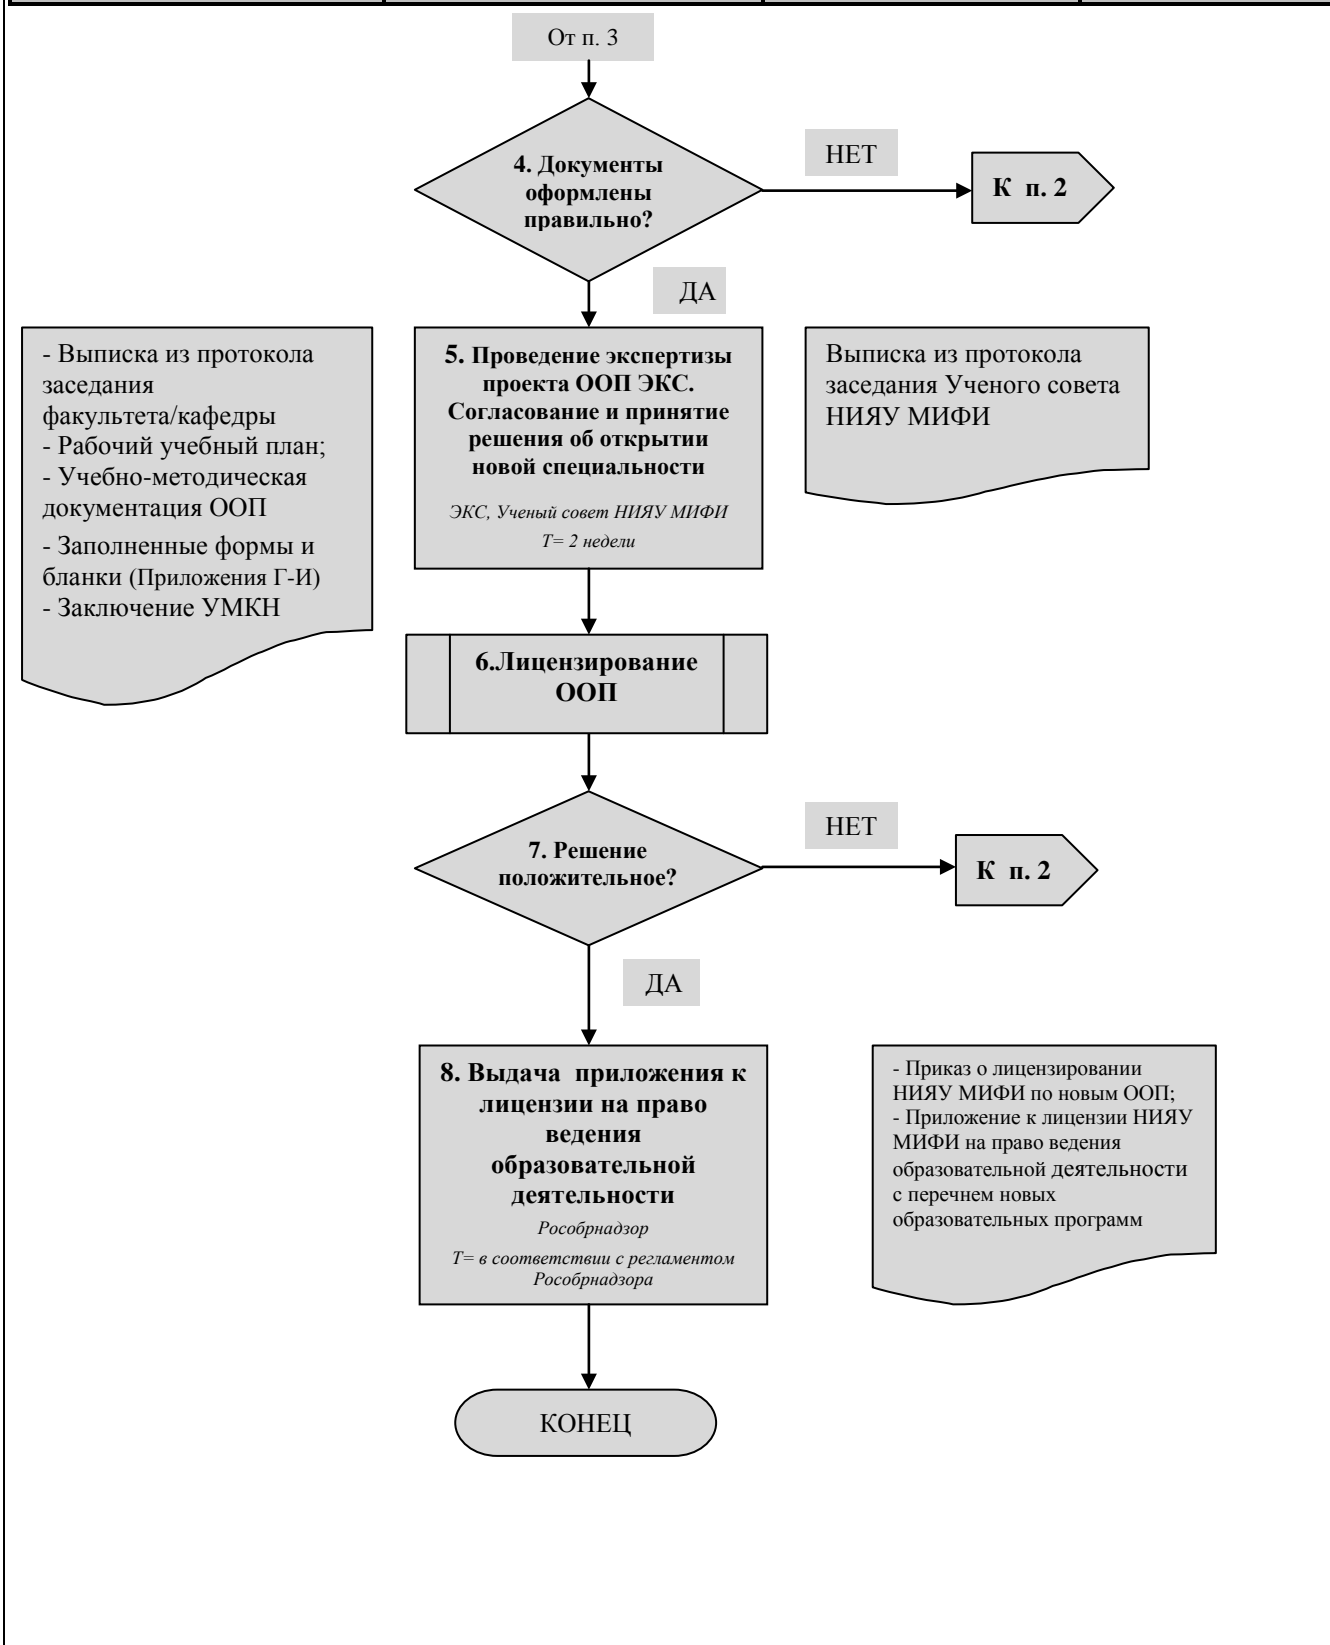 От п. 3
4. Документы
оформлены
правильно?
НЕТ
К п. 2
ДА
- Выписка из протокола
заседания
факультета/кафедры
- Рабочий учебный план;
- Учебно-методическая
документация ООП
- Заполненные формы и
бланки (Приложения Г-И)
- Заключение УМКН
5. Проведение экспертизы
проекта ООП ЭКС.
Согласование и принятие
решения об открытии
новой специальности
ЭКС, Ученый совет НИЯУ МИФИ
Т= 2 недели
Выписка из протокола
заседания Ученого совета
НИЯУ МИФИ
6.Лицензирование
ООП
7. Решение
положительное?
НЕТ
К п. 2
ДА
8. Выдача приложения к
лицензии на право
ведения
образовательной
деятельности
Рособрнадзор
Т= в соответствии с регламентом
Рособрнадзора
- Приказ о лицензировании
НИЯУ МИФИ по новым ООП;
- Приложение к лицензии НИЯУ
МИФИ на право ведения
образовательной деятельности
с перечнем новых
образовательных программ
КОНЕЦ